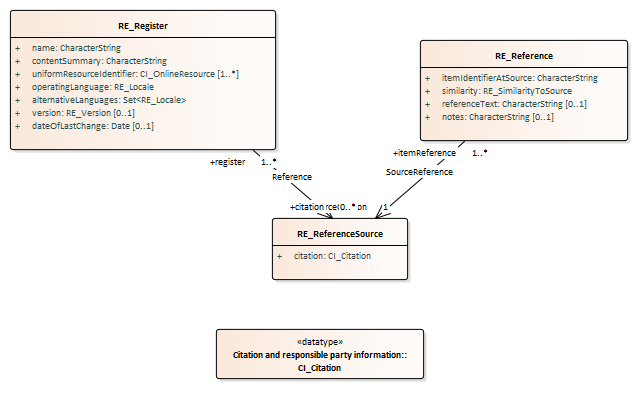 RE_Register
+ name: CharacterString
+ contentSummary: CharacterString
+ uniformResourceIdentifier: CI_OnlineResource [1..*]
+ operatingLanguage: RE_Locale
+ alternativeLanguages: Set<RE_Locale>
+ version: RE_Version [0..1]
+ dateOfLastChange: Date [0..1]
RE_Reference
+ itemIdentifierAtSource: CharacterString
+ similarity: RE_SimilarityToSource
+ referenceText: CharacterString [0..1]
+ notes: CharacterString [0..1]
+register 1..*
Reference
+itemReference 1..*
SourceReference
+citation 0..* 1
RE_ReferenceSource
+ citation: CI_Citation
«datatype»
Citation and responsible party information::
CI_Citation